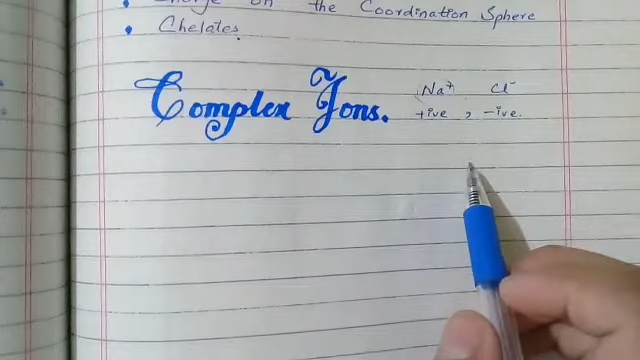 • Charge on the Coordination Sphere
• Chelates.
Complex Ions. Na⁺ Cl⁻
+ive , -ive.